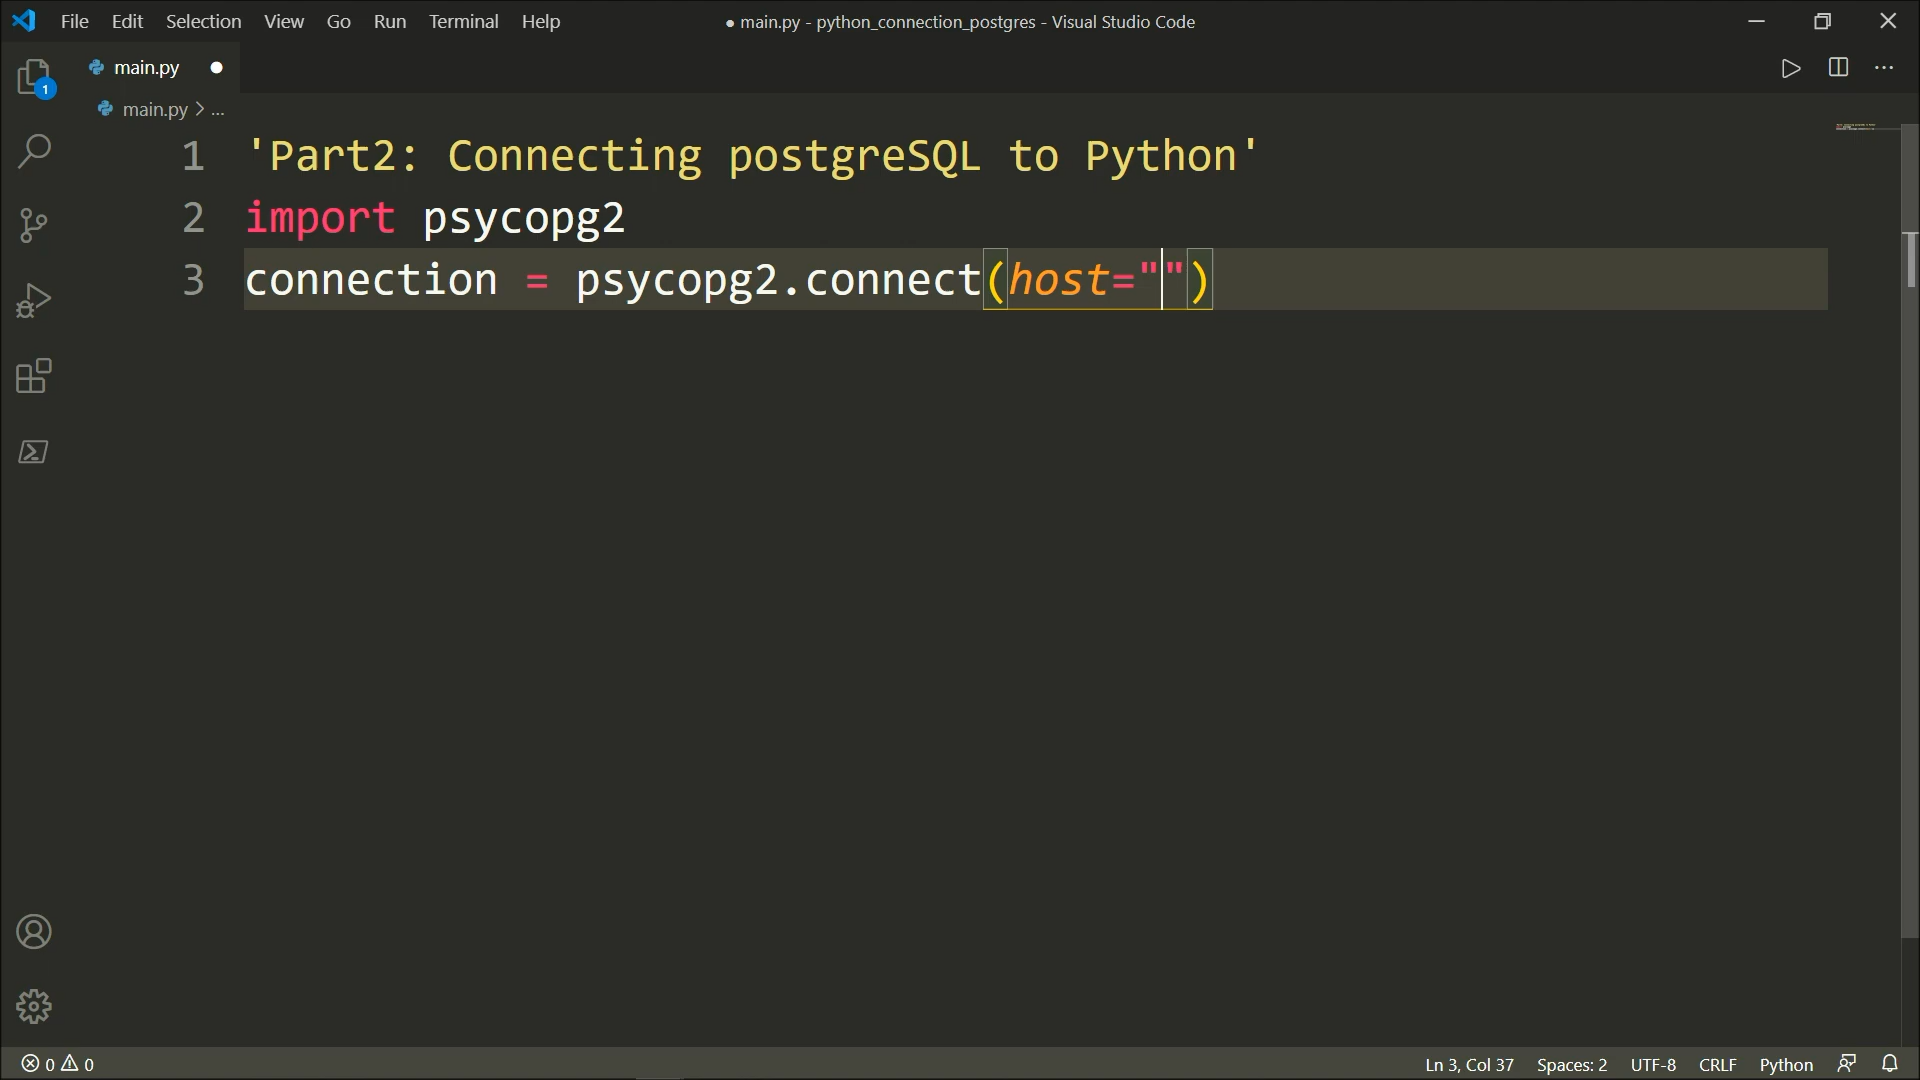 File Edit Selection View Go Run Terminal Help
● main.py - python_connection_postgres - Visual Studio Code
main.py ●
1
main.py > ...
1 'Part2: Connecting postgreSQL to Python'
2 import psycopg2
3 connection = psycopg2.connect(host="")
0 0
Ln 3, Col 37 Spaces: 2 UTF-8 CRLF Python